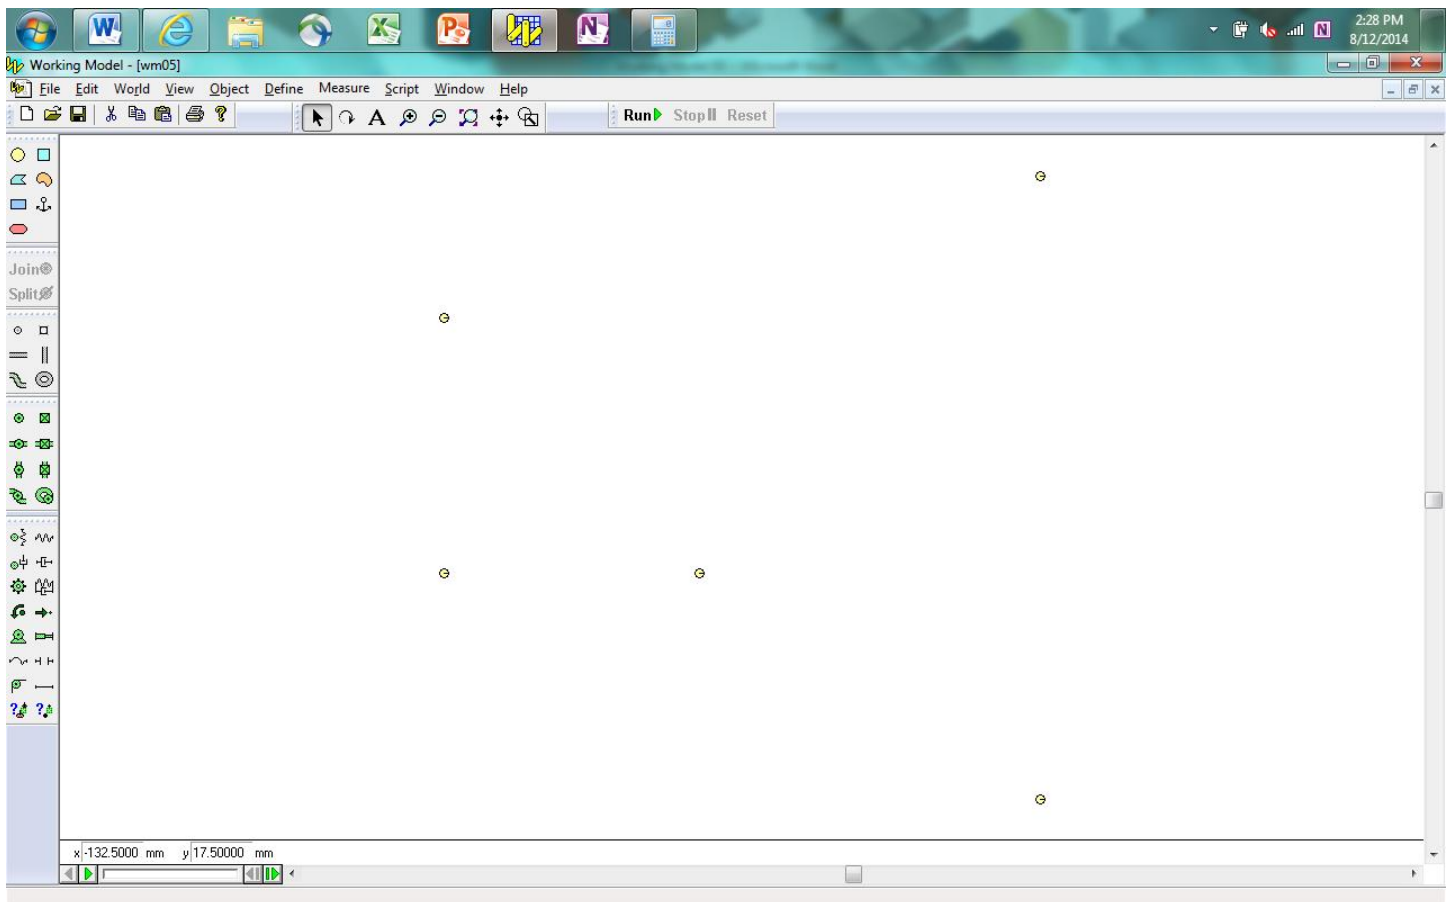 2:28 PM
8/12/2014
Working Model - [wm05]
File Edit World View Object Define Measure Script Window Help
A Run Stop Reset
Join
Split
x -132.5000 mm y 17.50000 mm